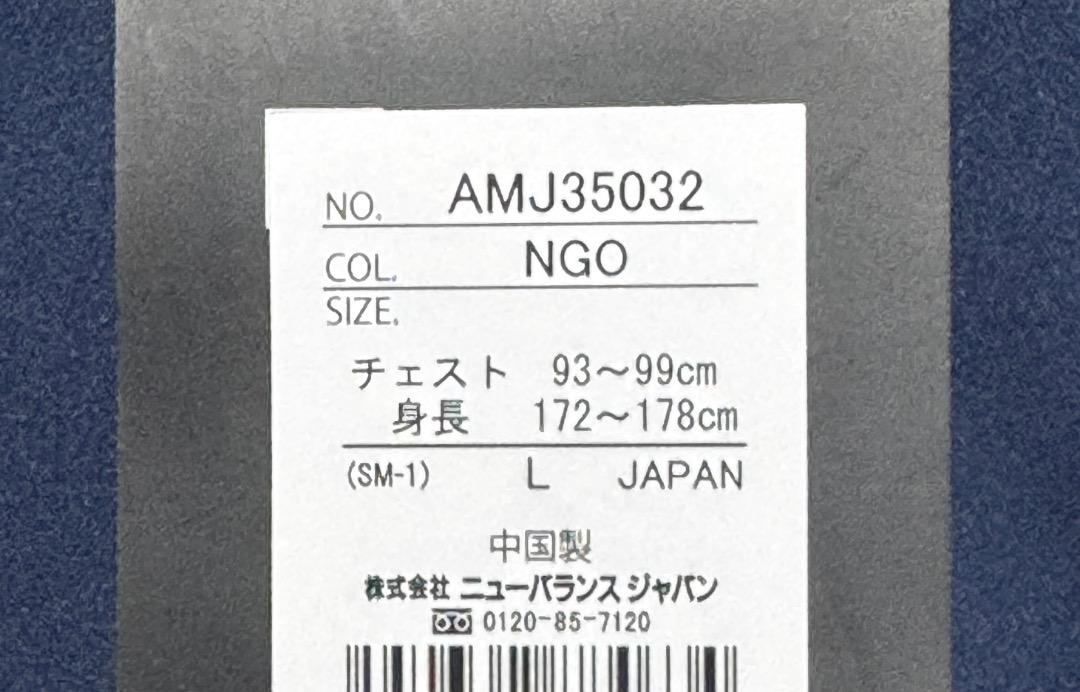 NO. AMJ35032
COL. NGO
SIZE.
チェスト 93～99cm
身長 172～178cm
(SM-1) L JAPAN
中国製
株式会社 ニューバランス ジャパン
0120-85-7120